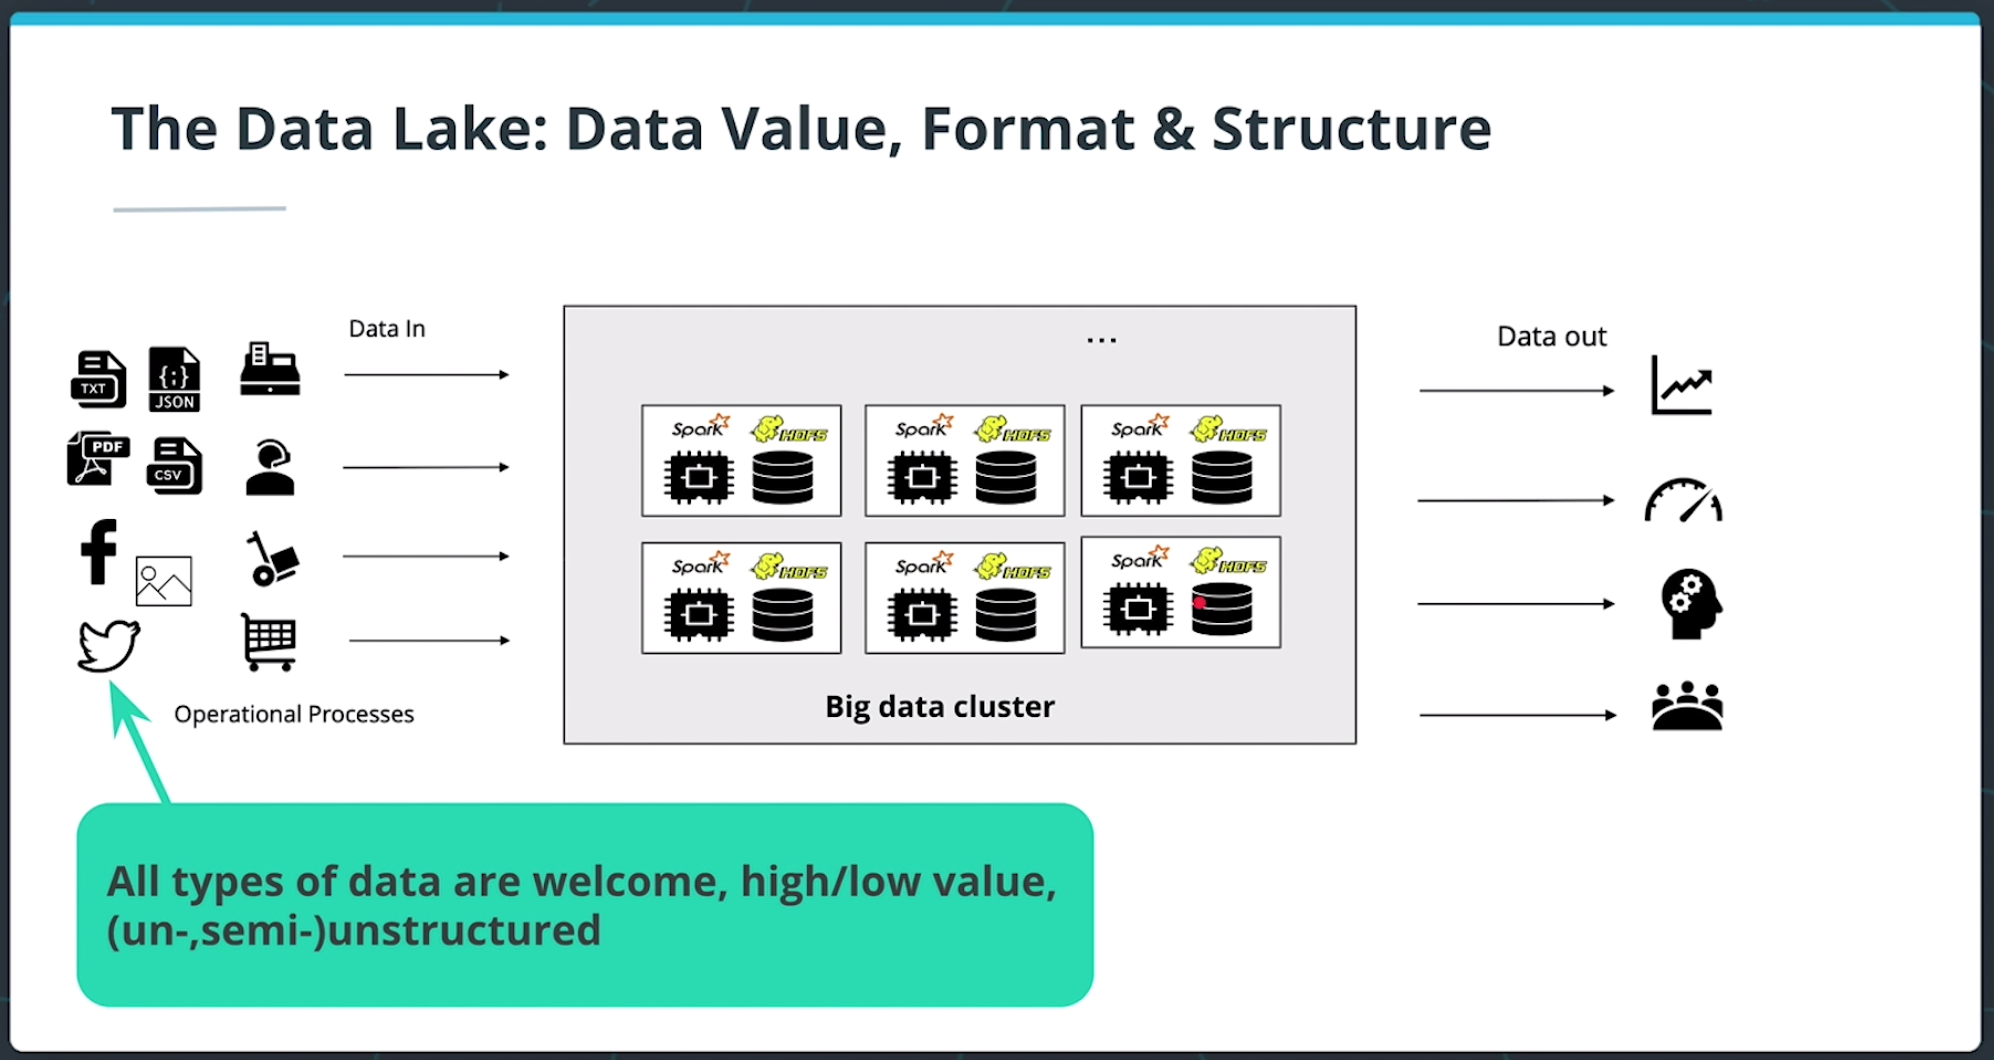 The Data Lake: Data Value, Format & Structure
Data In
TXT
JSON
PDF
CSV
Operational Processes
...
Spark HDFS
Spark HDFS
Spark HDFS
Spark HDFS
Spark HDFS
Spark HDFS
Big data cluster
Data out
All types of data are welcome, high/low value,
(un-,semi-)unstructured